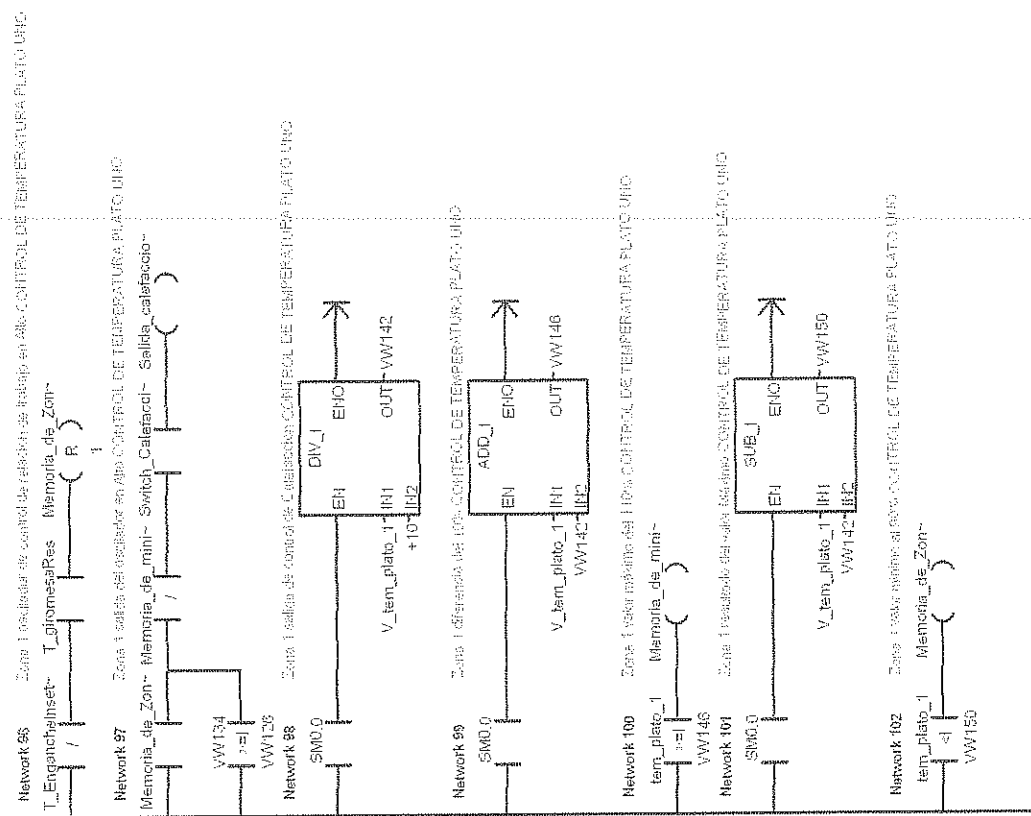 Network 96 Zona 1 oscilador de control de relación de trabajo en Alto CONTROL DE TEMPERATURA PLATO UNO
T_EngancheInset~ T_giromesaRes Memoria_de_Zon~
/ R
1
Network 97 Zona 1 salida del oscilador en Alto CONTROL DE TEMPERATURA PLATO UNO
Memoria_de_Zon~ Memoria_de_mini~ Switch_Calefacci~ Salida_calefaccio~
/
VW134
>=I
VW126
Network 98 Zona 1 salida de control de Calefacción CONTROL DE TEMPERATURA PLATO UNO
SM0.0 DIV_I
EN ENO
V_tem_plato_1 IN1 OUT VW142
+10 IN2
Network 99 Zona 1 diferencia del 10% CONTROL DE TEMPERATURA PLATO UNO
SM0.0 ADD_I
EN ENO
V_tem_plato_1 IN1 OUT VW146
VW142 IN2
Network 100 Zona 1 valor máximo del 110% CONTROL DE TEMPERATURA PLATO UNO
tem_plato_1 Memoria_de_mini~
>=I
VW146
Network 101 Zona 1 resultado del valor Mínimo CONTROL DE TEMPERATURA PLATO UNO
SM0.0 SUB_I
EN ENO
V_tem_plato_1 IN1 OUT VW150
VW142 IN2
Network 102 Zona 1 valor mínimo al CONTROL DE TEMPERATURA PLATO UNO
tem_plato_1 Memoria_de_Zon~
<I
VW150